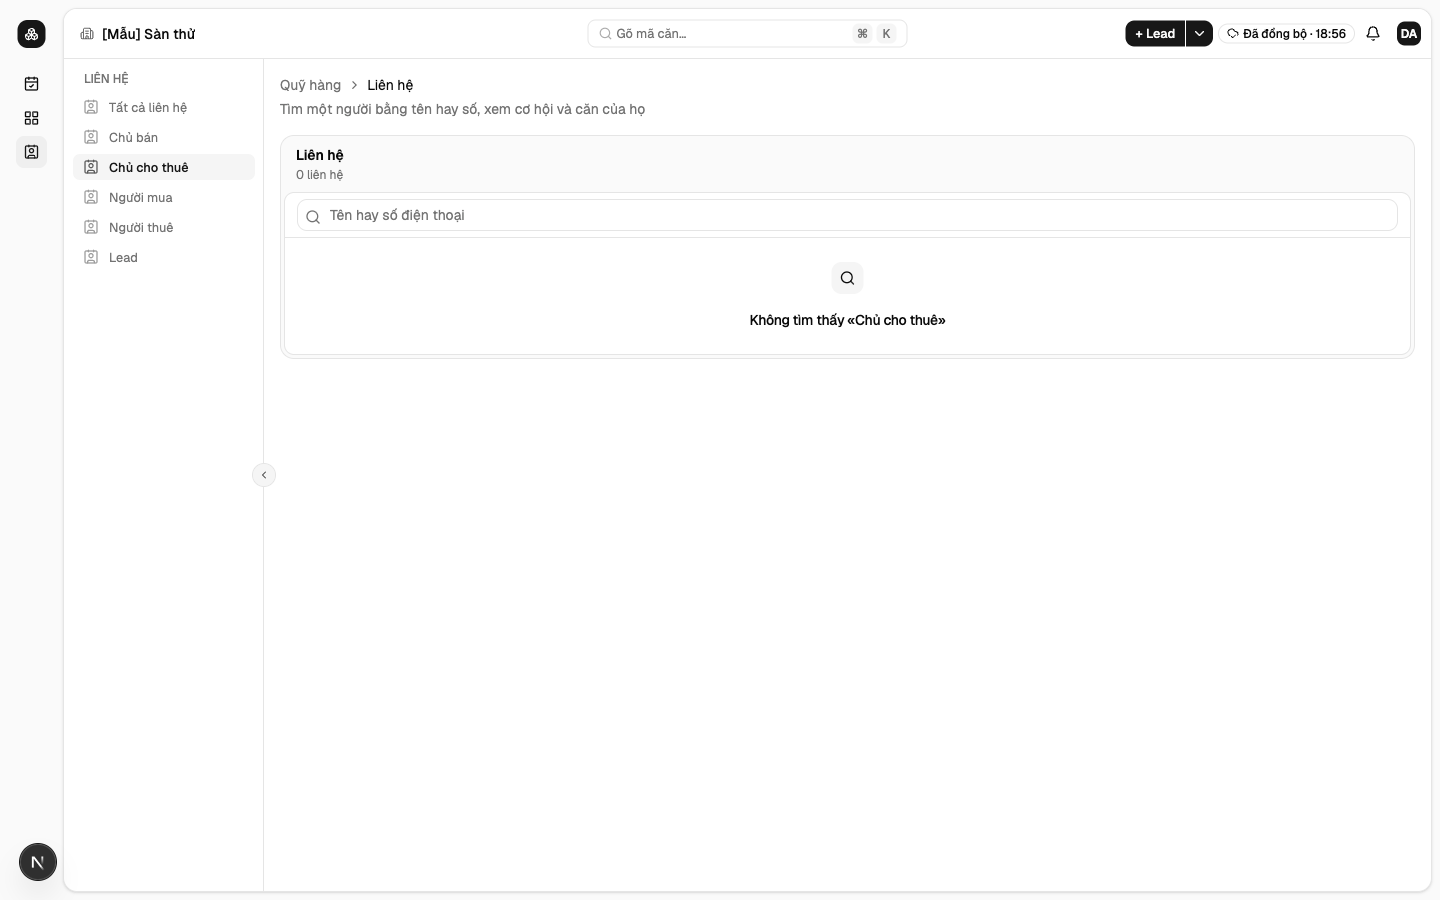 [Mẫu] Sàn thử
Gõ mã căn...
⌘ K
+ Lead
Đã đồng bộ · 18:56
DA
LIÊN HỆ
Tất cả liên hệ
Chủ bán
Chủ cho thuê
Người mua
Người thuê
Lead
Quỹ hàng > Liên hệ
Tìm một người bằng tên hay số, xem cơ hội và căn của họ
Liên hệ
0 liên hệ
Tên hay số điện thoại
Không tìm thấy «Chủ cho thuê»
N